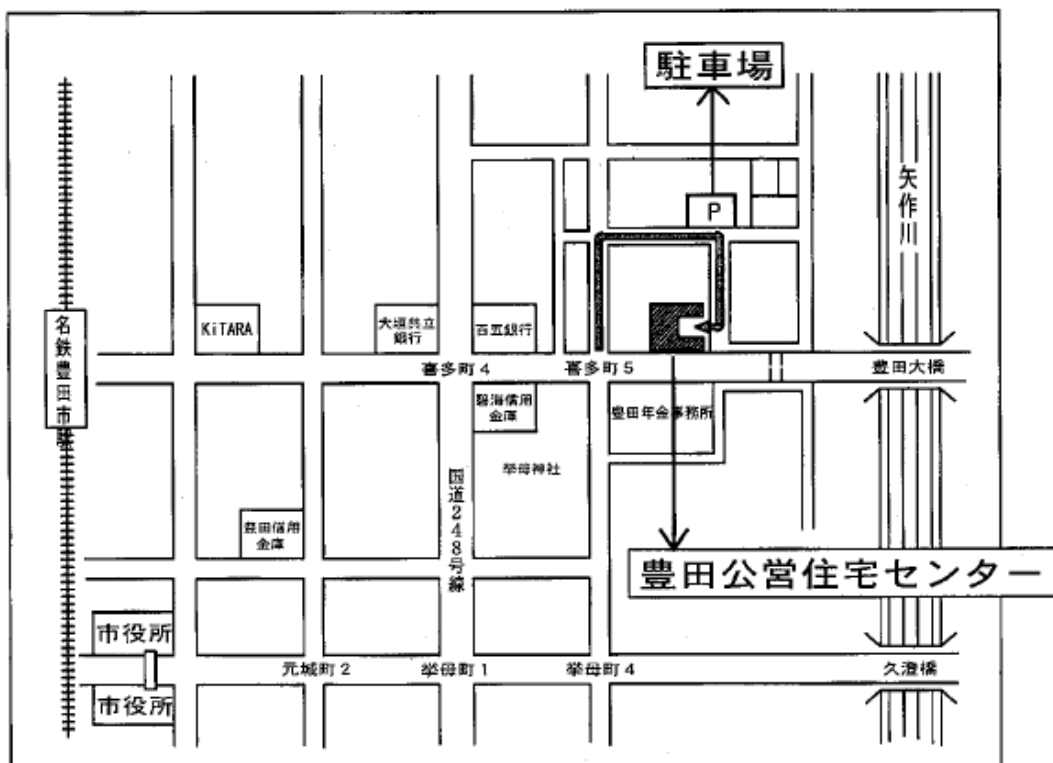 駐車場
P
矢作川
名鉄豊田市駅
KiTARA
大垣共立
銀行
百五銀行
喜多町4
喜多町5
豊田大橋
碧海信用
金庫
豊田年金事務所
挙母神社
国道248号線
豊田信用
金庫
豊田公営住宅センター
市役所
市役所
元城町2
挙母町1
挙母町4
久澄橋